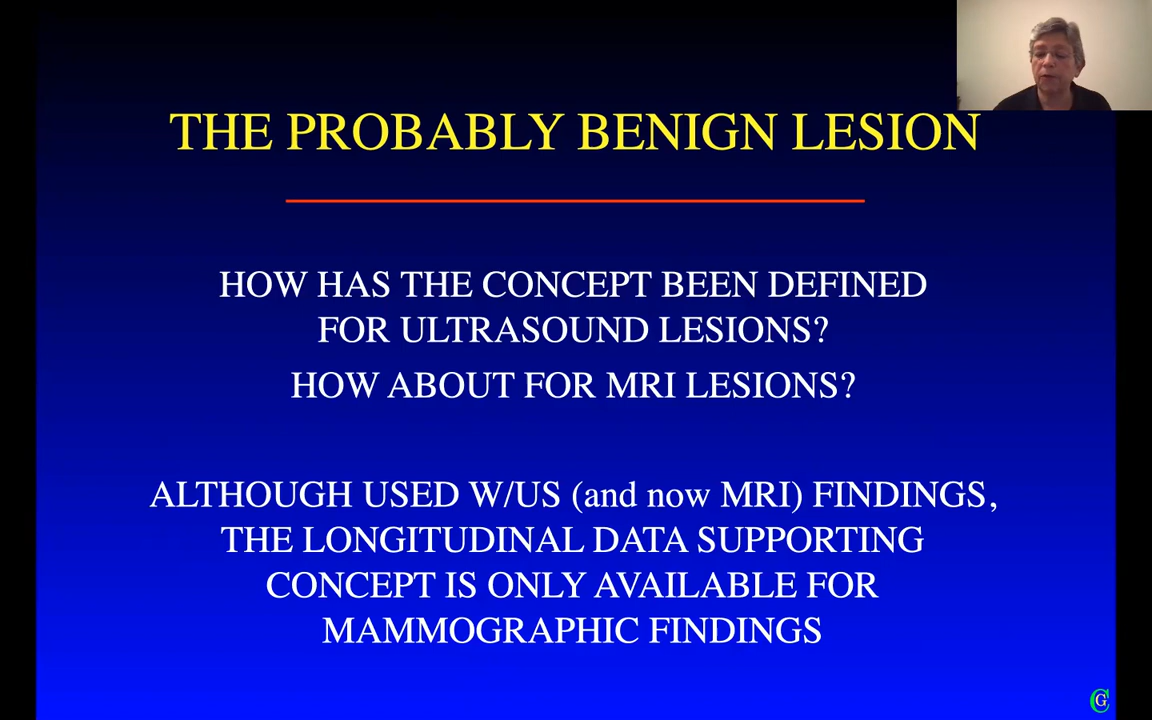 THE PROBABLY BENIGN LESION
HOW HAS THE CONCEPT BEEN DEFINED
FOR ULTRASOUND LESIONS?
HOW ABOUT FOR MRI LESIONS?
ALTHOUGH USED W/US (and now MRI) FINDINGS,
THE LONGITUDINAL DATA SUPPORTING
CONCEPT IS ONLY AVAILABLE FOR
MAMMOGRAPHIC FINDINGS
CG